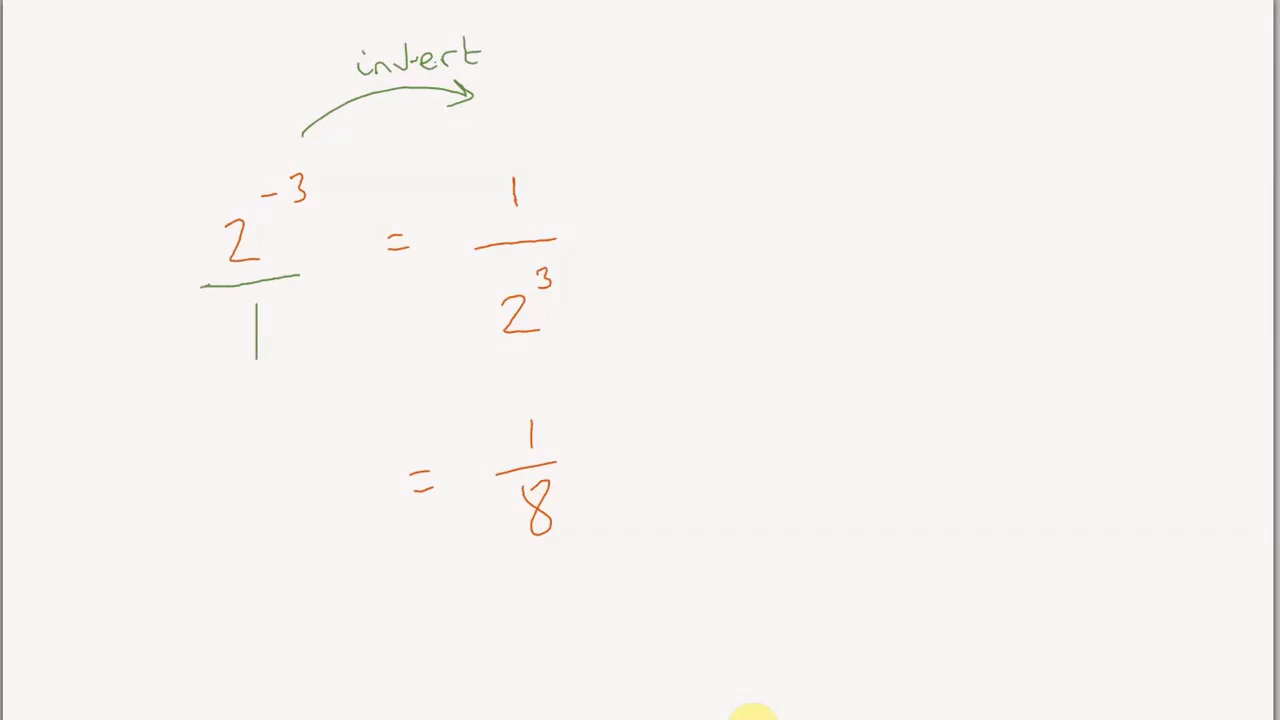 invert
2^-3/1 = 1/2^3
= 1/8